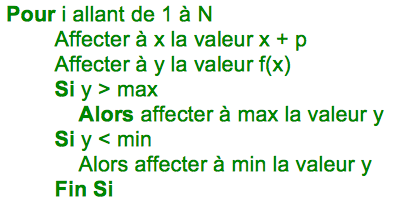 Pour i allant de 1 à N
Affecter à x la valeur x + p
Affecter à y la valeur f(x)
Si y > max
Alors affecter à max la valeur y
Si y < min
Alors affecter à min la valeur y
Fin Si